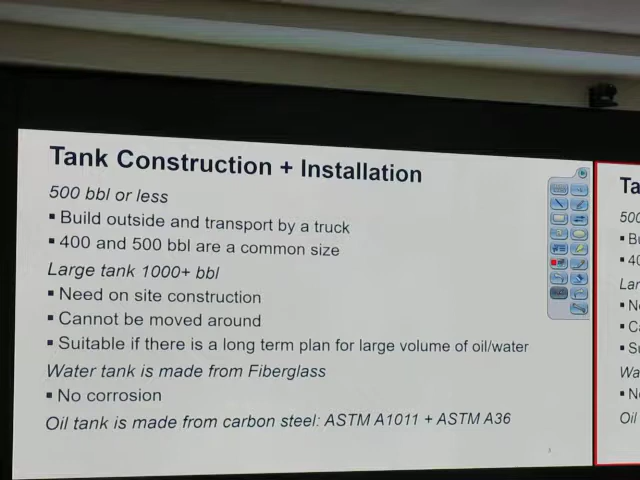 Tank Construction + Installation
500 bbl or less
▪ Build outside and transport by a truck
▪ 400 and 500 bbl are a common size
Large tank 1000+ bbl
▪ Need on site construction
▪ Cannot be moved around
▪ Suitable if there is a long term plan for large volume of oil/water
Water tank is made from Fiberglass
▪ No corrosion
Oil tank is made from carbon steel: ASTM A1011 + ASTM A36
Ta
500
▪ Bu
▪ 40
Lar
▪ Ne
▪ Ca
▪ Su
Wa
▪ No
Oil